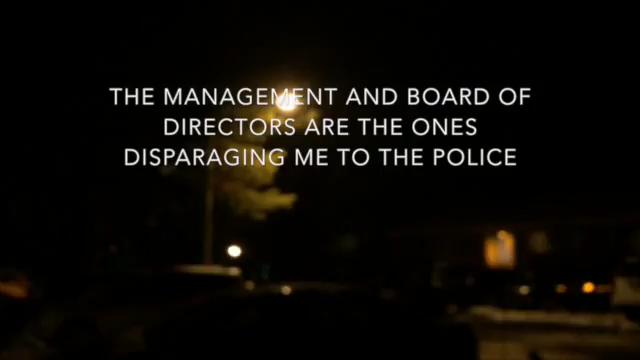 THE MANAGEMENT AND BOARD OF
DIRECTORS ARE THE ONES
DISPARAGING ME TO THE POLICE